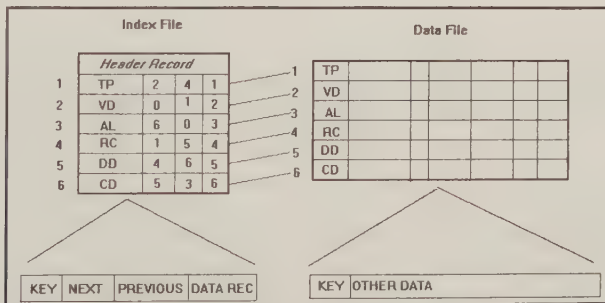 Index File
Data File
Header Record
1 TP 2 4 1
2 VD 0 1 2
3 AL 6 0 3
4 RC 1 5 4
5 DD 4 6 5
6 CD 5 3 6
1 TP
2 VD
3 AL
4 RC
5 DD
6 CD
KEY NEXT PREVIOUS DATA REC
KEY OTHER DATA